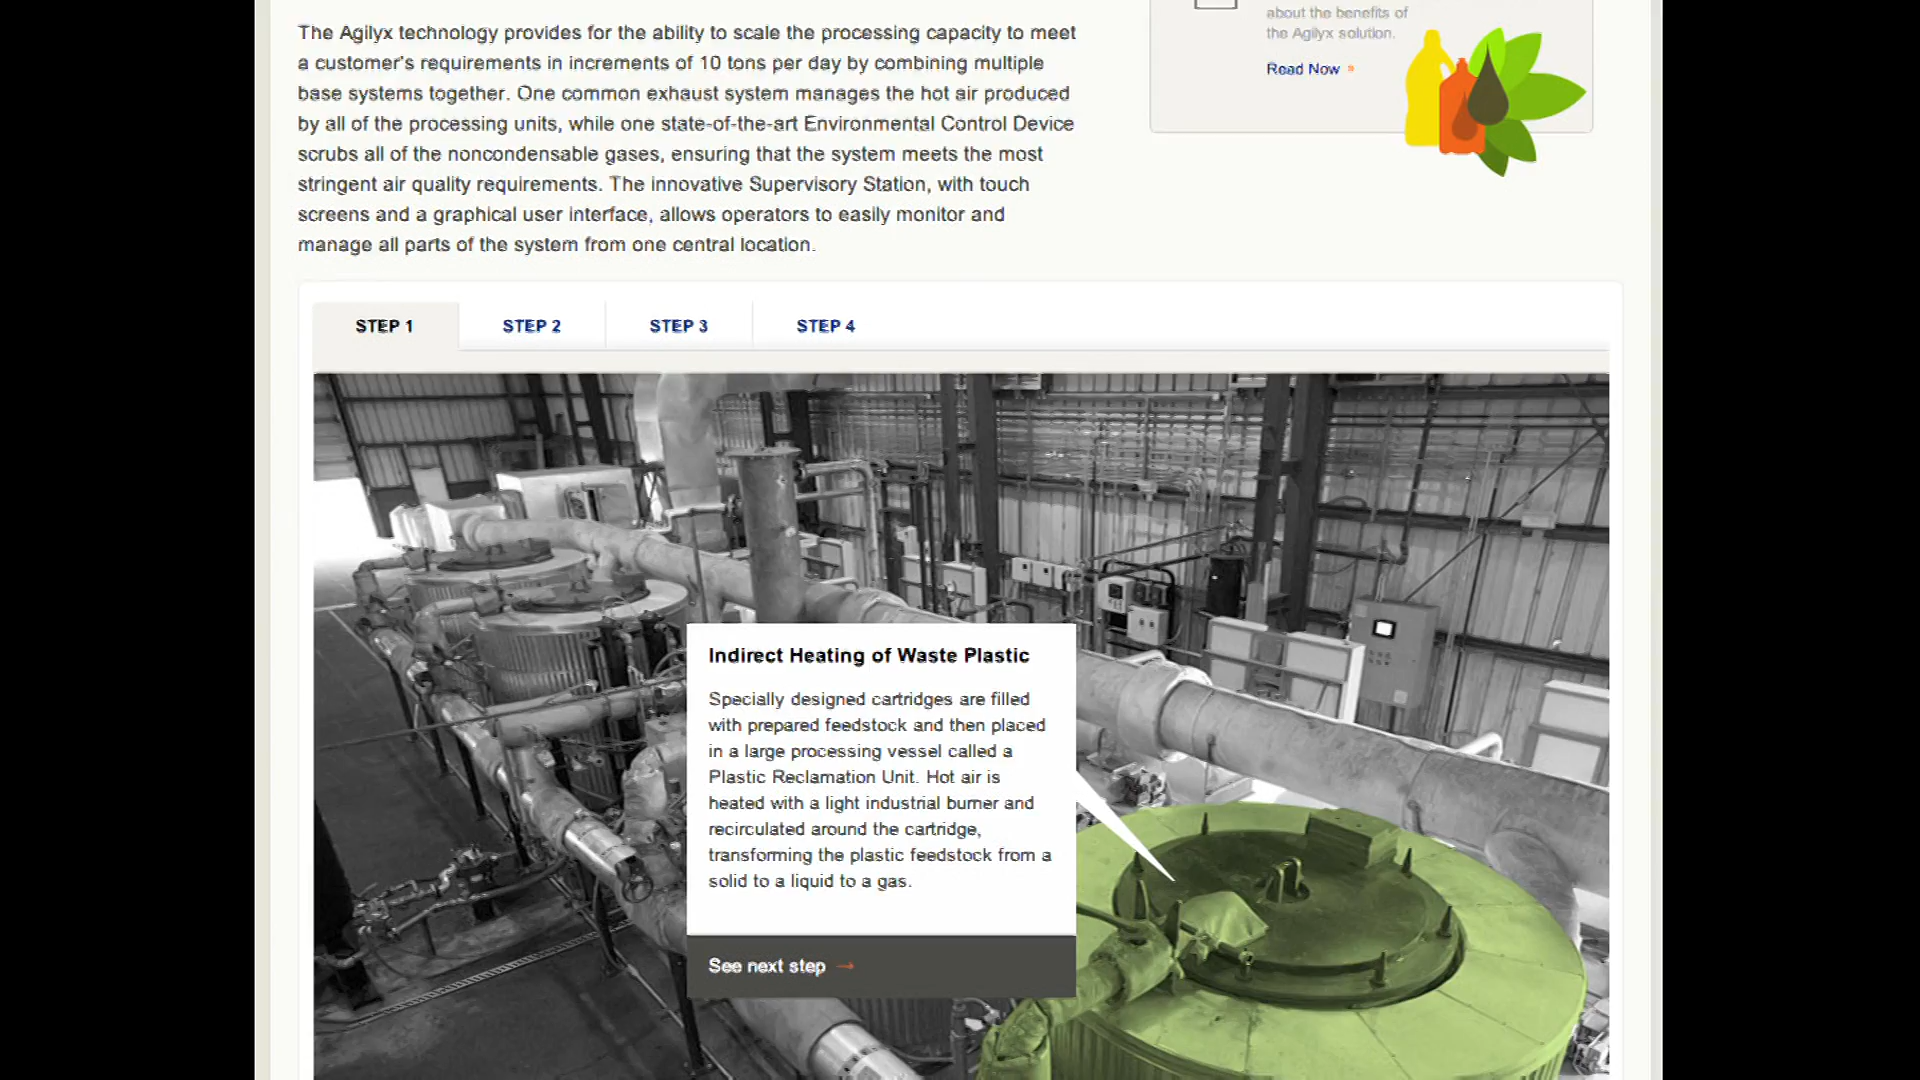 The Agilyx technology provides for the ability to scale the processing capacity to meet
a customer's requirements in increments of 10 tons per day by combining multiple
base systems together. One common exhaust system manages the hot air produced
by all of the processing units, while one state-of-the-art Environmental Control Device
scrubs all of the noncondensable gases, ensuring that the system meets the most
stringent air quality requirements. The innovative Supervisory Station, with touch
screens and a graphical user interface, allows operators to easily monitor and
manage all parts of the system from one central location.
about the benefits of
the Agilyx solution.
Read Now
STEP 1
STEP 2
STEP 3
STEP 4
Indirect Heating of Waste Plastic
Specially designed cartridges are filled
with prepared feedstock and then placed
in a large processing vessel called a
Plastic Reclamation Unit. Hot air is
heated with a light industrial burner and
recirculated around the cartridge,
transforming the plastic feedstock from a
solid to a liquid to a gas.
See next step →